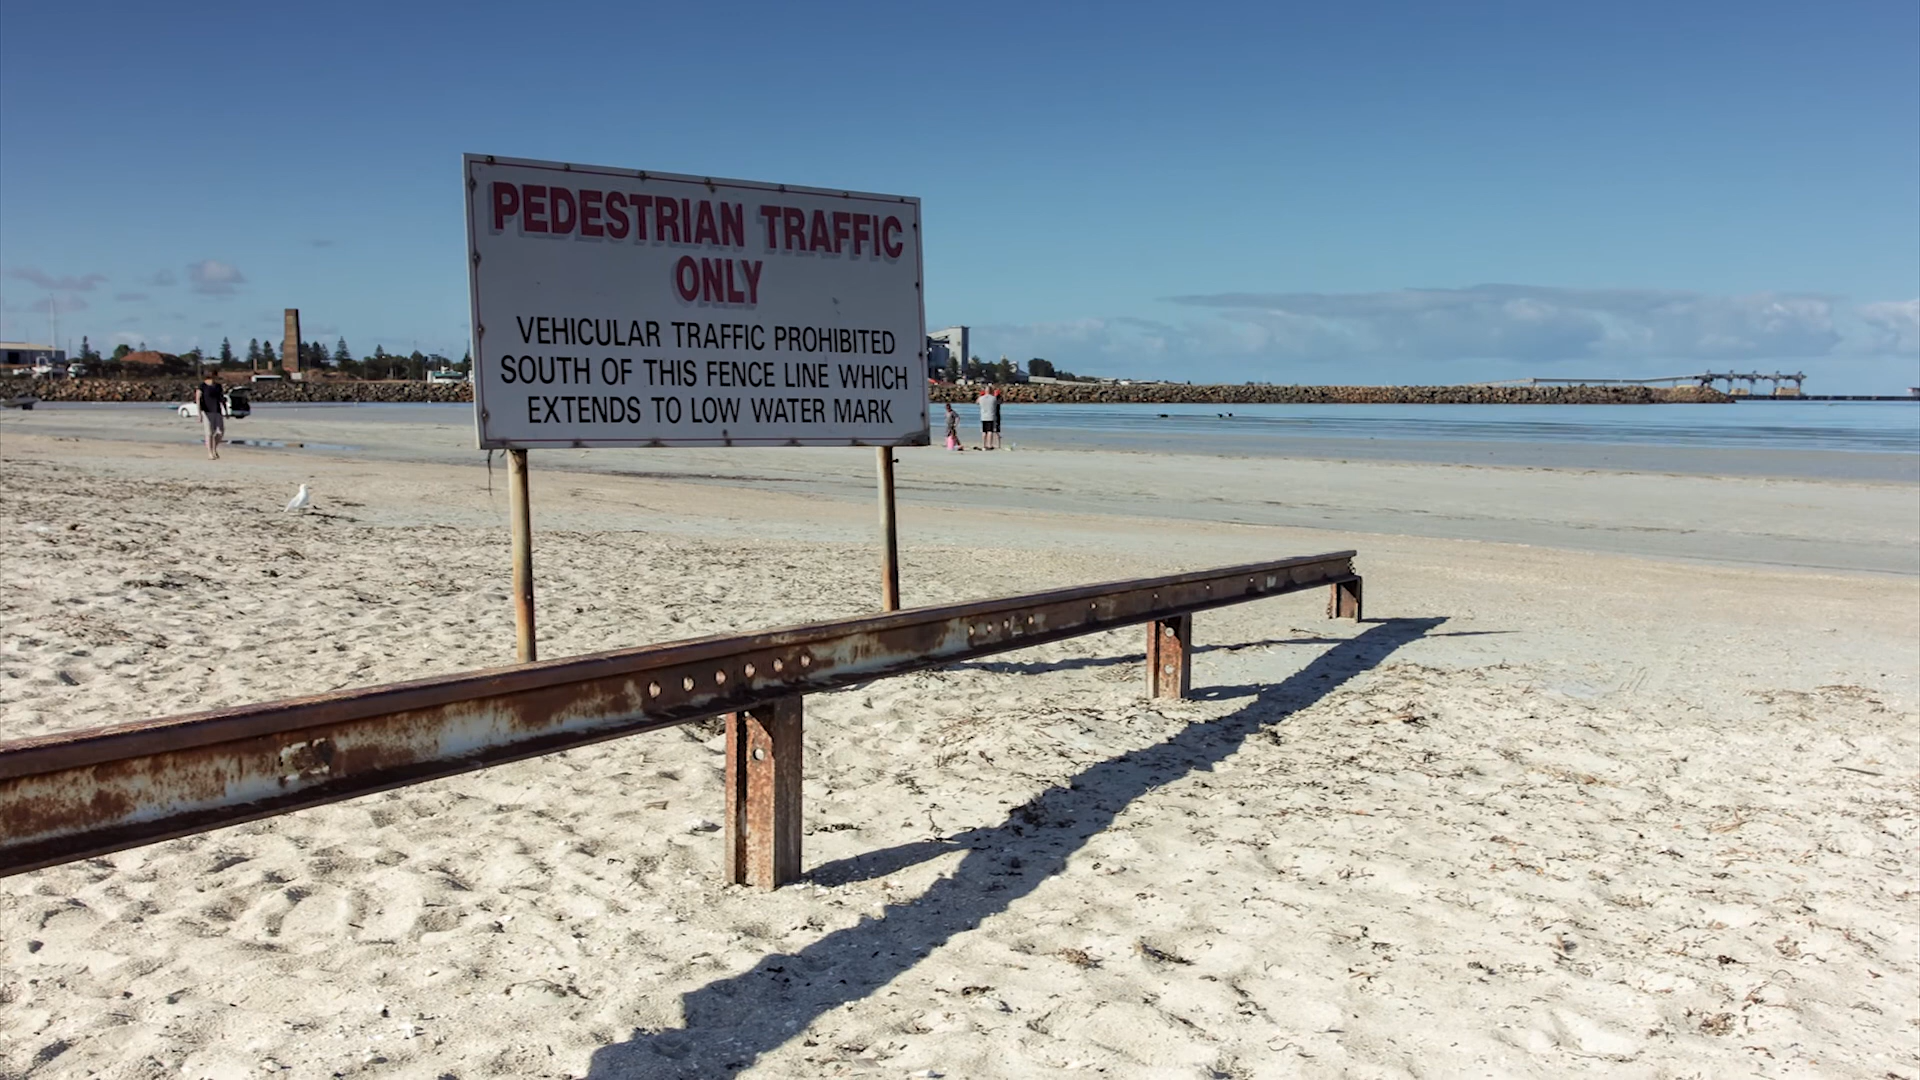 PEDESTRIAN TRAFFIC
ONLY
VEHICULAR TRAFFIC PROHIBITED
SOUTH OF THIS FENCE LINE WHICH
EXTENDS TO LOW WATER MARK